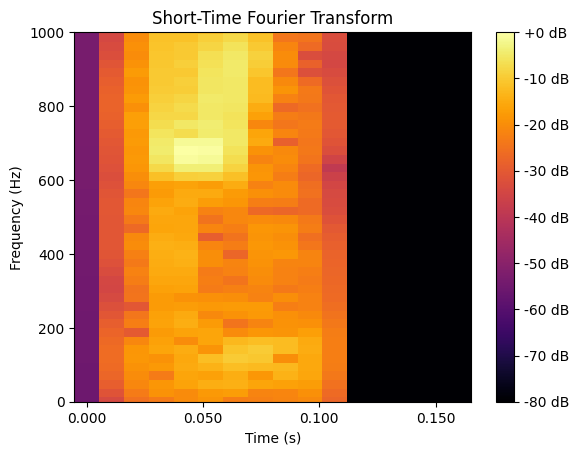 Short-Time Fourier Transform
1000
800
600
400
200
0
Frequency (Hz)
0.000
0.050
0.100
0.150
Time (s)
+0 dB
-10 dB
-20 dB
-30 dB
-40 dB
-50 dB
-60 dB
-70 dB
-80 dB